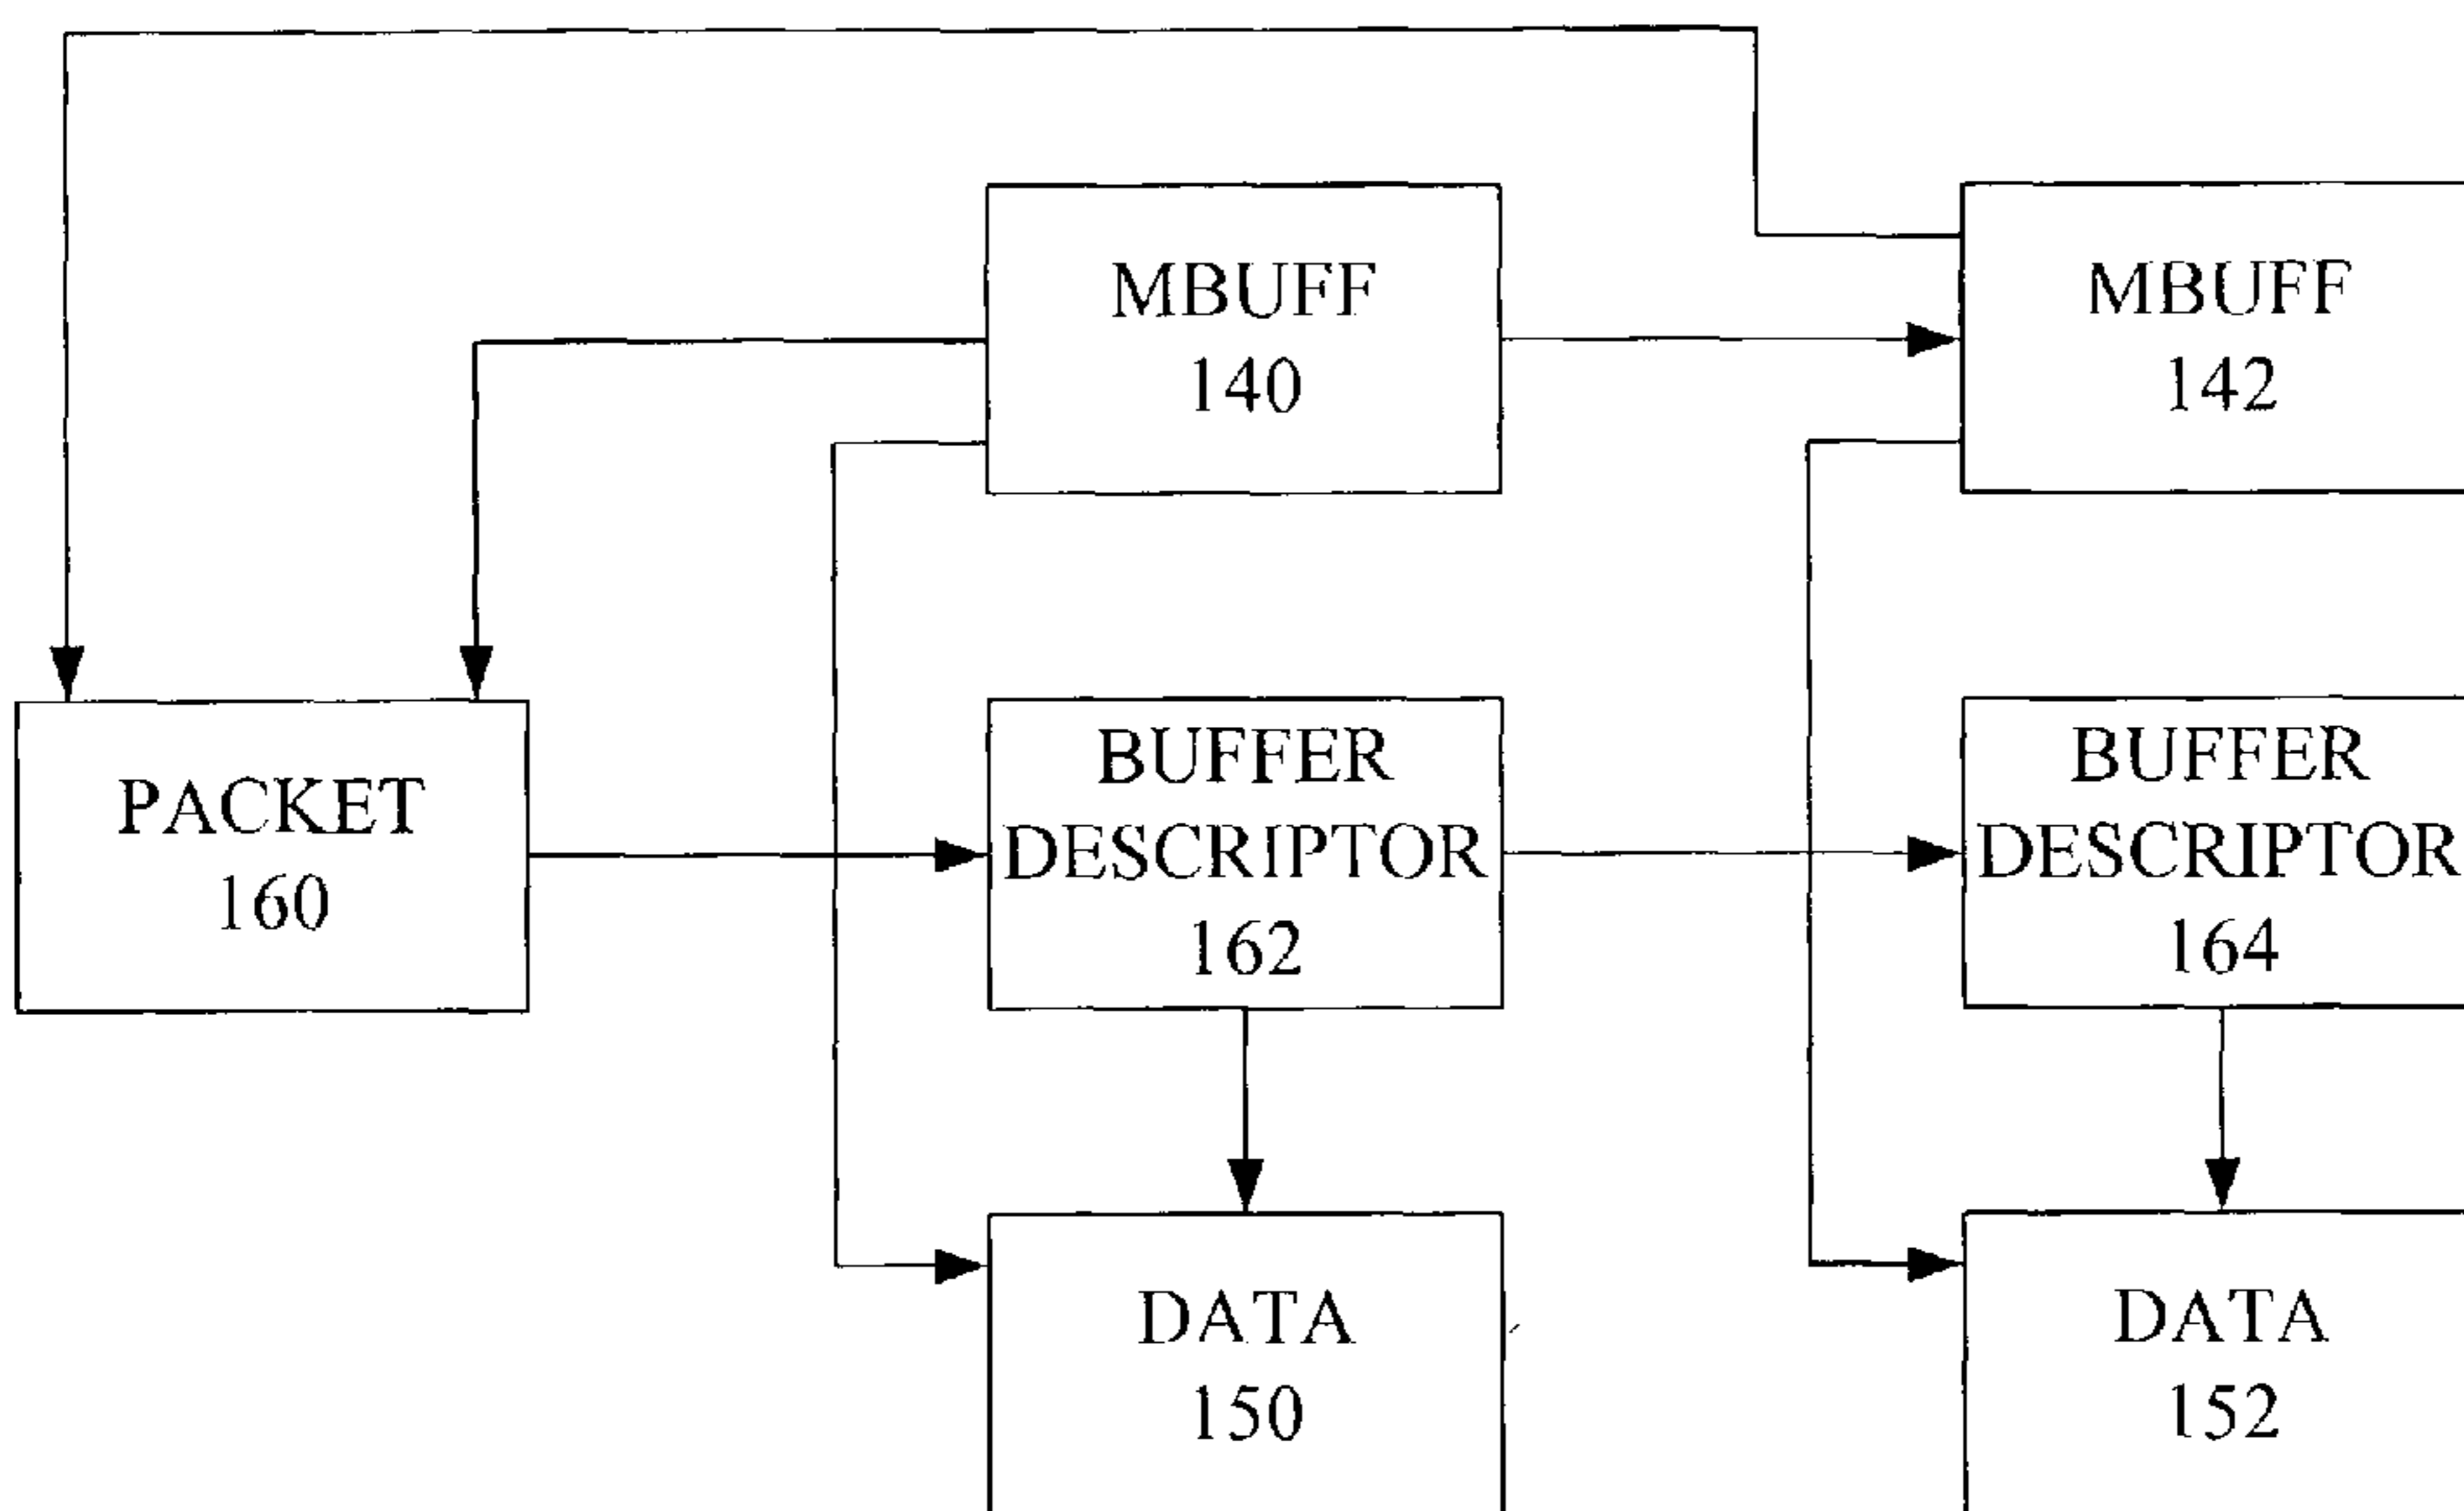 MBUFF
140
MBUFF
142
PACKET
160
BUFFER
DESCRIPTOR
162
BUFFER
DESCRIPTOR
164
DATA
150
DATA
152